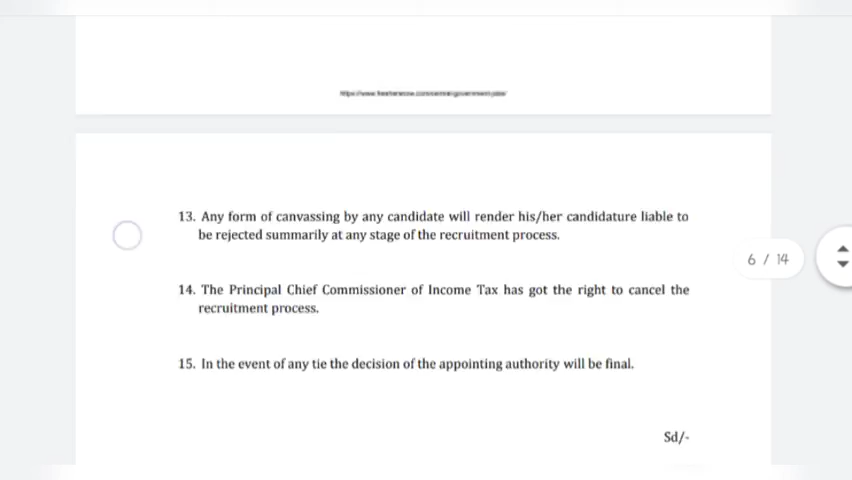 13. Any form of canvassing by any candidate will render his/her candidature liable to
be rejected summarily at any stage of the recruitment process.
6 / 14
14. The Principal Chief Commissioner of Income Tax has got the right to cancel the
recruitment process.
15. In the event of any tie the decision of the appointing authority will be final.
Sd/-